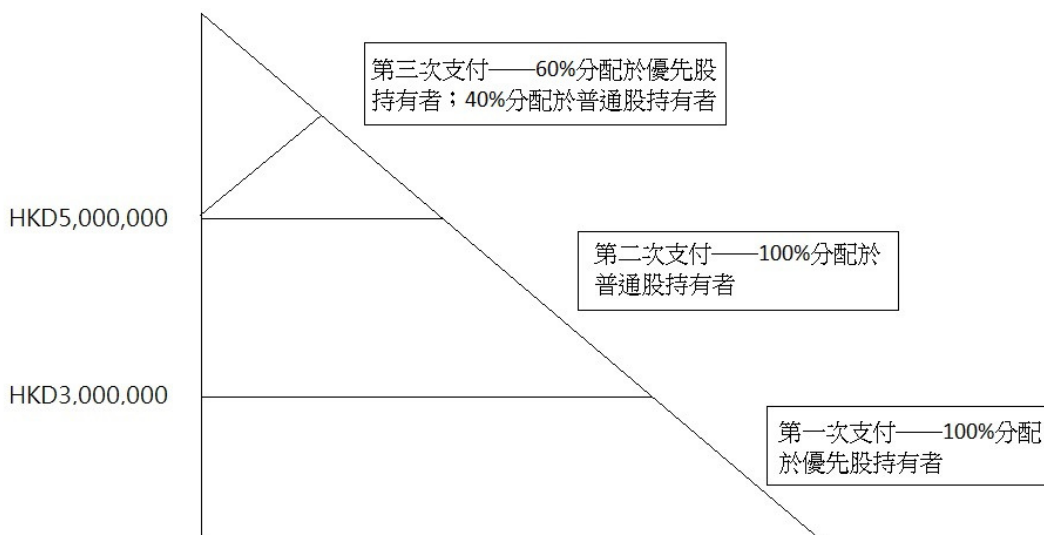 第三次支付——60%分配於優先股
持有者；40%分配於普通股持有者
HKD5,000,000
第二次支付——100%分配於
普通股持有者
HKD3,000,000
第一次支付——100%分配
於優先股持有者